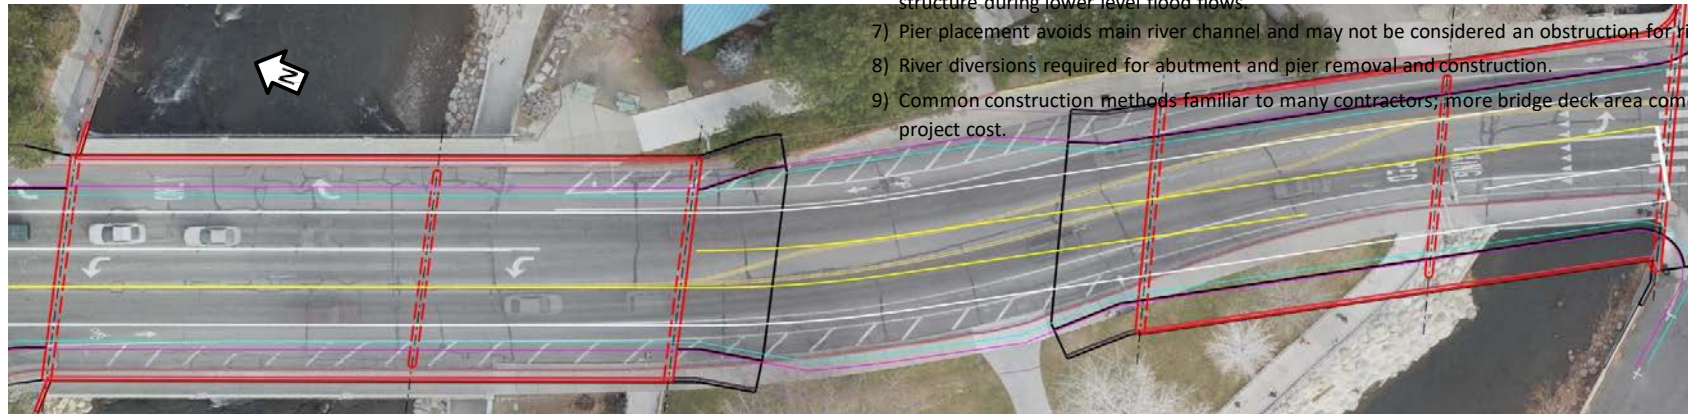 structure during lower level flood flows.
7) Pier placement avoids main river channel and may not be considered an obstruction for ri
8) River diversions required for abutment and pier removal and construction.
9) Common construction methods familiar to many contractors; more bridge deck area com
project cost.
N
ONLY